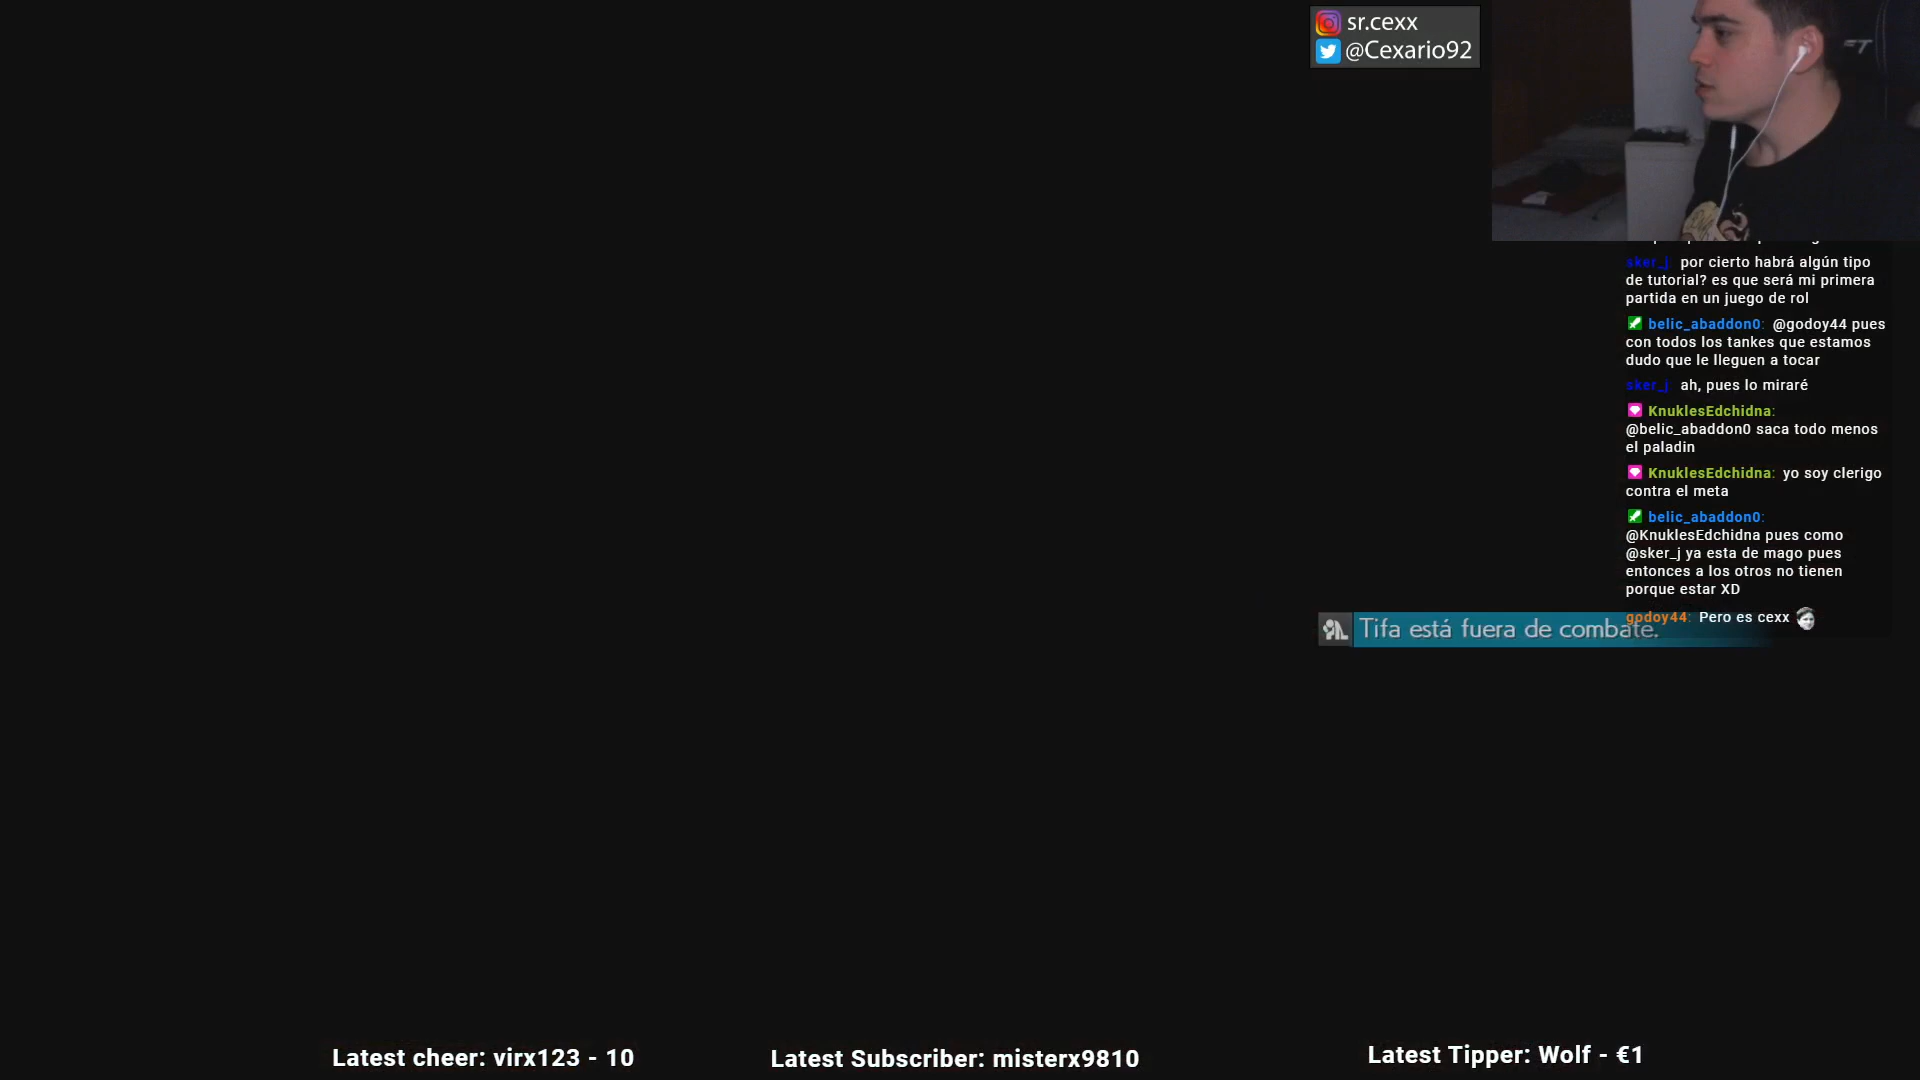 sr.cexx
@Cexario92
sker_j por cierto habrá algún tipo
de tutorial? es que será mi primera
partida en un juego de rol
belic_abaddon0: @godoy44 pues
con todos los tankes que estamos
dudo que le lleguen a tocar
sker_j ah, pues lo miraré
KnuklesEdchidna:
@belic_abaddon0 saca todo menos
el paladin
KnuklesEdchidna: yo soy clerigo
contra el meta
belic_abaddon0:
@KnuklesEdchidna pues como
@sker_j ya esta de mago pues
entonces a los otros no tienen
porque estar XD
godoy44: Pero es cexx
Tifa está fuera de combate.
Latest cheer: virx123 - 10
Latest Subscriber: misterx9810
Latest Tipper: Wolf - €1